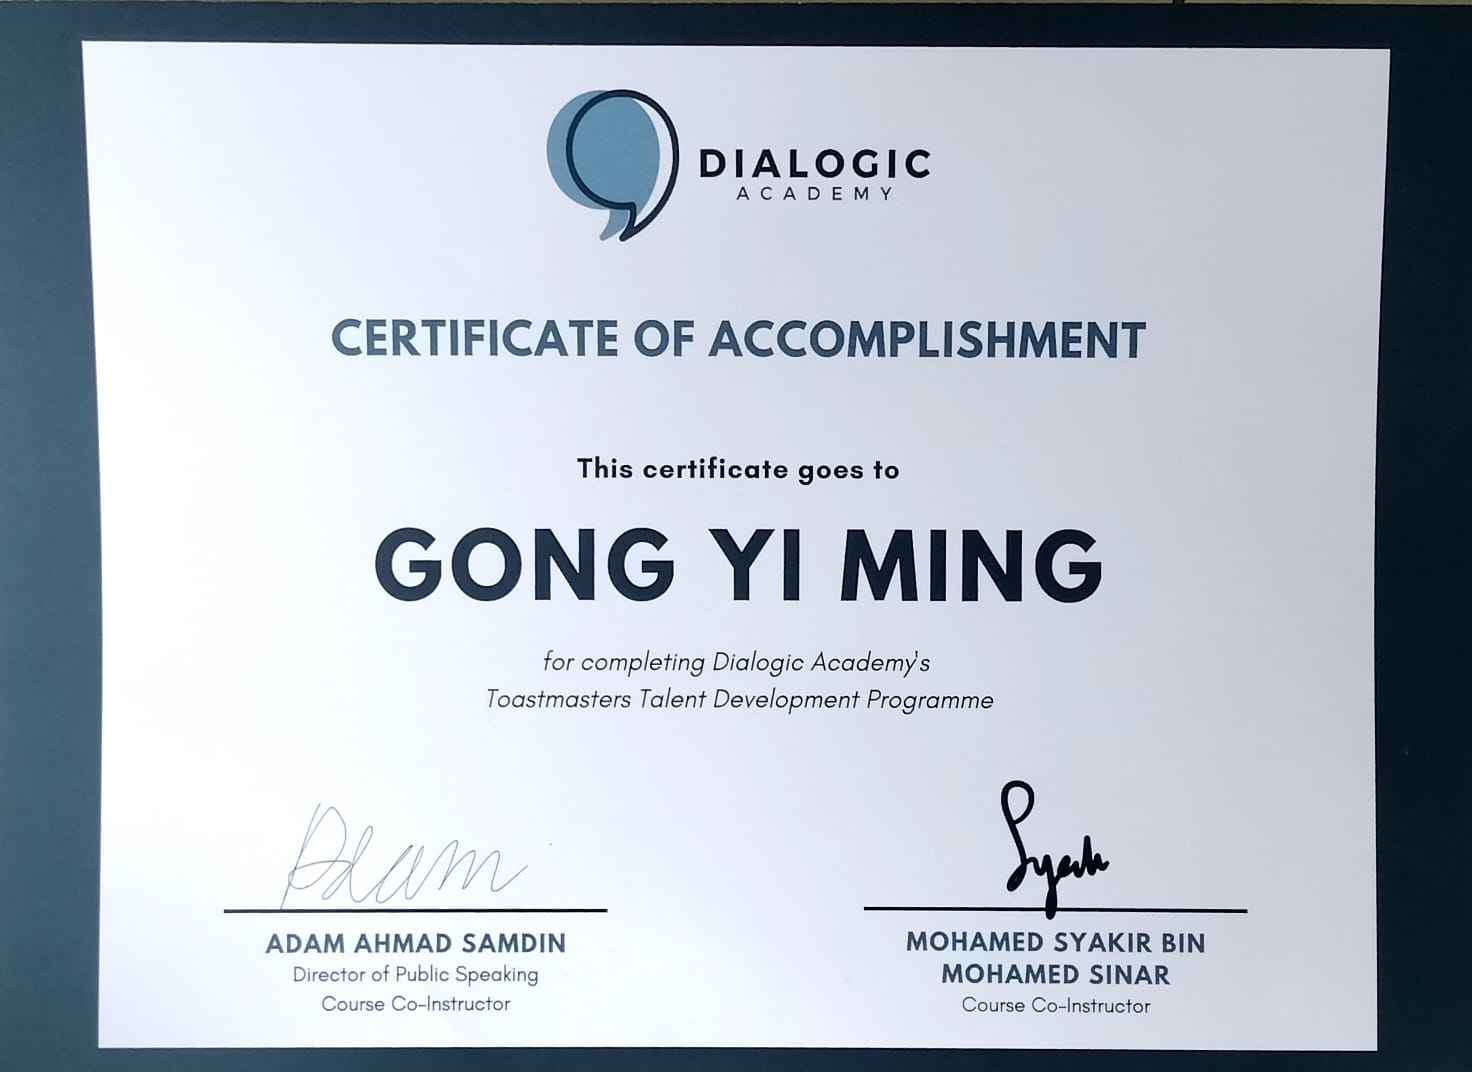 DIALOGIC
ACADEMY
CERTIFICATE OF ACCOMPLISHMENT
This certificate goes to
GONG YI MING
for completing Dialogic Academy's
Toastmasters Talent Development Programme
Adam
Syak
ADAM AHMAD SAMDIN
Director of Public Speaking
Course Co-Instructor
MOHAMED SYAKIR BIN
MOHAMED SINAR
Course Co-Instructor